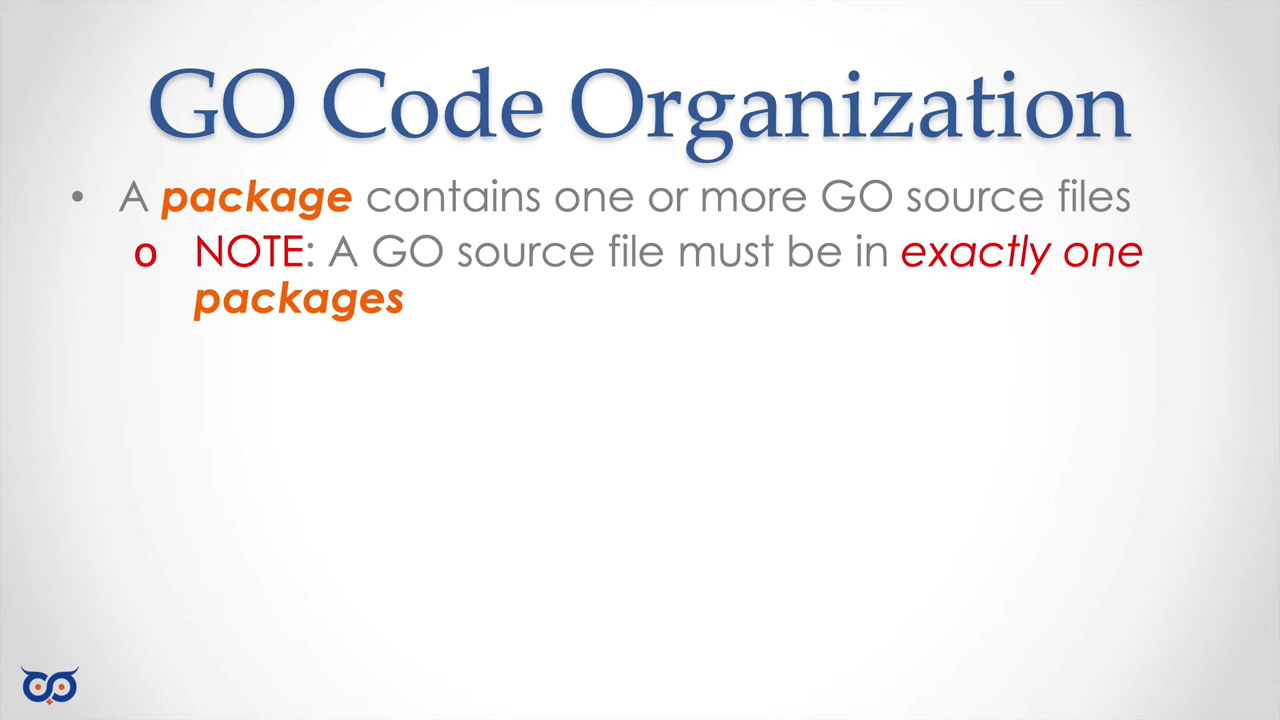 GO Code Organization
• A package contains one or more GO source files
o NOTE: A GO source file must be in exactly one
packages